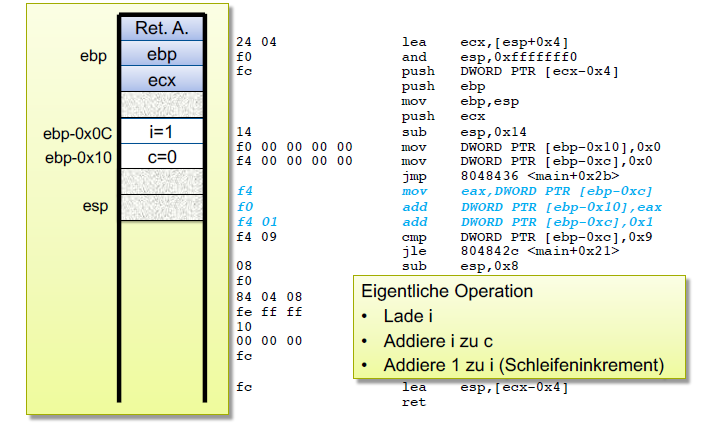 Ret. A.
ebp ebp
ecx
ebp-0x0C i=1
ebp-0x10 c=0
esp
24 04 lea ecx,[esp+0x4]
f0 and esp,0xfffffff0
fc push DWORD PTR [ecx-0x4]
push ebp
mov ebp,esp
push ecx
14 sub esp,0x14
f0 00 00 00 00 mov DWORD PTR [ebp-0x10],0x0
f4 00 00 00 00 mov DWORD PTR [ebp-0xc],0x0
jmp 8048436 <main+0x2b>
f4 mov eax,DWORD PTR [ebp-0xc]
f0 add DWORD PTR [ebp-0x10],eax
f4 01 add DWORD PTR [ebp-0xc],0x1
f4 09 cmp DWORD PTR [ebp-0xc],0x9
jle 804842c <main+0x21>
08 sub esp,0x8
f0
84 04 08
fe ff ff
10
00 00 00
fc
fc lea esp,[ecx-0x4]
ret
Eigentliche Operation
• Lade i
• Addiere i zu c
• Addiere 1 zu i (Schleifeninkrement)